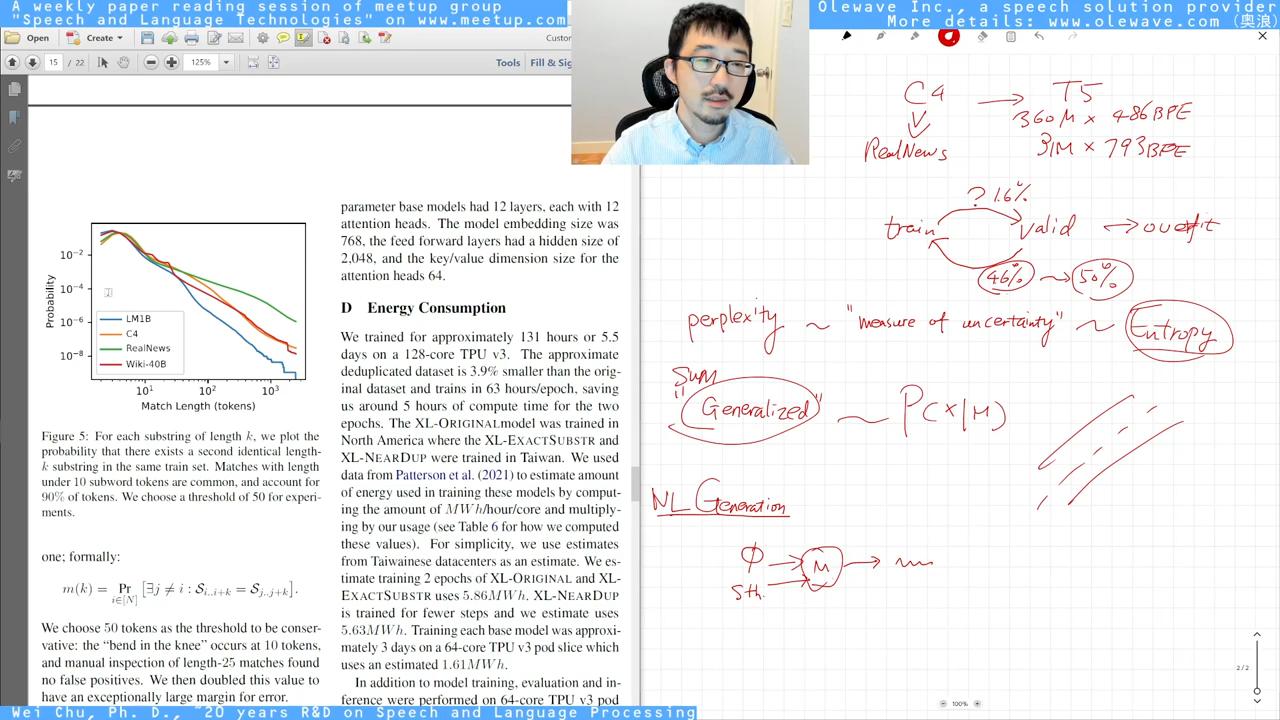 A weekly paper reading session of meetup group
"Speech and Language Technologies" on www.meetup.com
Olewave Inc., a speech solution provider
More details: www.olewave.com (奥浪)
Open
Create
Custom
15 / 22
125%
Tools
Fill & Sign
Probability
10⁻²
10⁻⁴
10⁻⁶
10⁻⁸
LM1B
C4
RealNews
Wiki-40B
10¹
10²
10³
Match Length (tokens)
Figure 5: For each substring of length k, we plot the
probability that there exists a second identical length-
k substring in the same train set. Matches with length
under 10 subword tokens are common, and account for
90% of tokens. We choose a threshold of 50 for experi-
ments.
one; formally:
m(k) = Pr i∈[N] [∃j ≠ i : S i..i+k = S j..j+k].
We choose 50 tokens as the threshold to be conser-
vative: the "bend in the knee" occurs at 10 tokens,
and manual inspection of length-25 matches found
no false positives. We then doubled this value to
have an exceptionally large margin for error.
parameter base models had 12 layers, each with 12
attention heads. The model embedding size was
768, the feed forward layers had a hidden size of
2,048, and the key/value dimension size for the
attention heads 64.
D Energy Consumption
We trained for approximately 131 hours or 5.5
days on a 128-core TPU v3. The approximate
deduplicated dataset is 3.9% smaller than the orig-
inal dataset and trains in 63 hours/epoch, saving
us around 5 hours of compute time for the two
epochs. The XL-ORIGINALmodel was trained in
North America where the XL-EXACTSUBSTR and
XL-NEARDUP were trained in Taiwan. We used
data from Patterson et al. (2021) to estimate amount
of energy used in training these models by comput-
ing the amount of MWh/hour/core and multiply-
ing by our usage (see Table 6 for how we computed
these values). For simplicity, we use estimates
from Taiwainese datacenters as an estimate. We es-
timate training 2 epochs of XL-ORIGINAL and XL-
EXACTSUBSTR uses 5.86MWh. XL-NEARDUP
is trained for fewer steps and we estimate uses
5.63MWh. Training each base model was approxi-
mately 3 days on a 64-core TPU v3 pod slice which
uses an estimated 1.61MWh.
In addition to model training, evaluation and in-
ference were performed on 64-core TPU v3 pod
C4 → T5
360M × 486BPE
RealNews 31M × 793BPE
? 1.6%
train valid → overfit
46% 50%
perplexity ~ "measure of uncertainty" ~ Entropy
Sum
"Generalized" ~ P(X|M)
NL Generation
Φ → M →
Sth.
2/2
100%
Wei Chu, Ph. D., ~20 years R&D on Speech and Language Processing